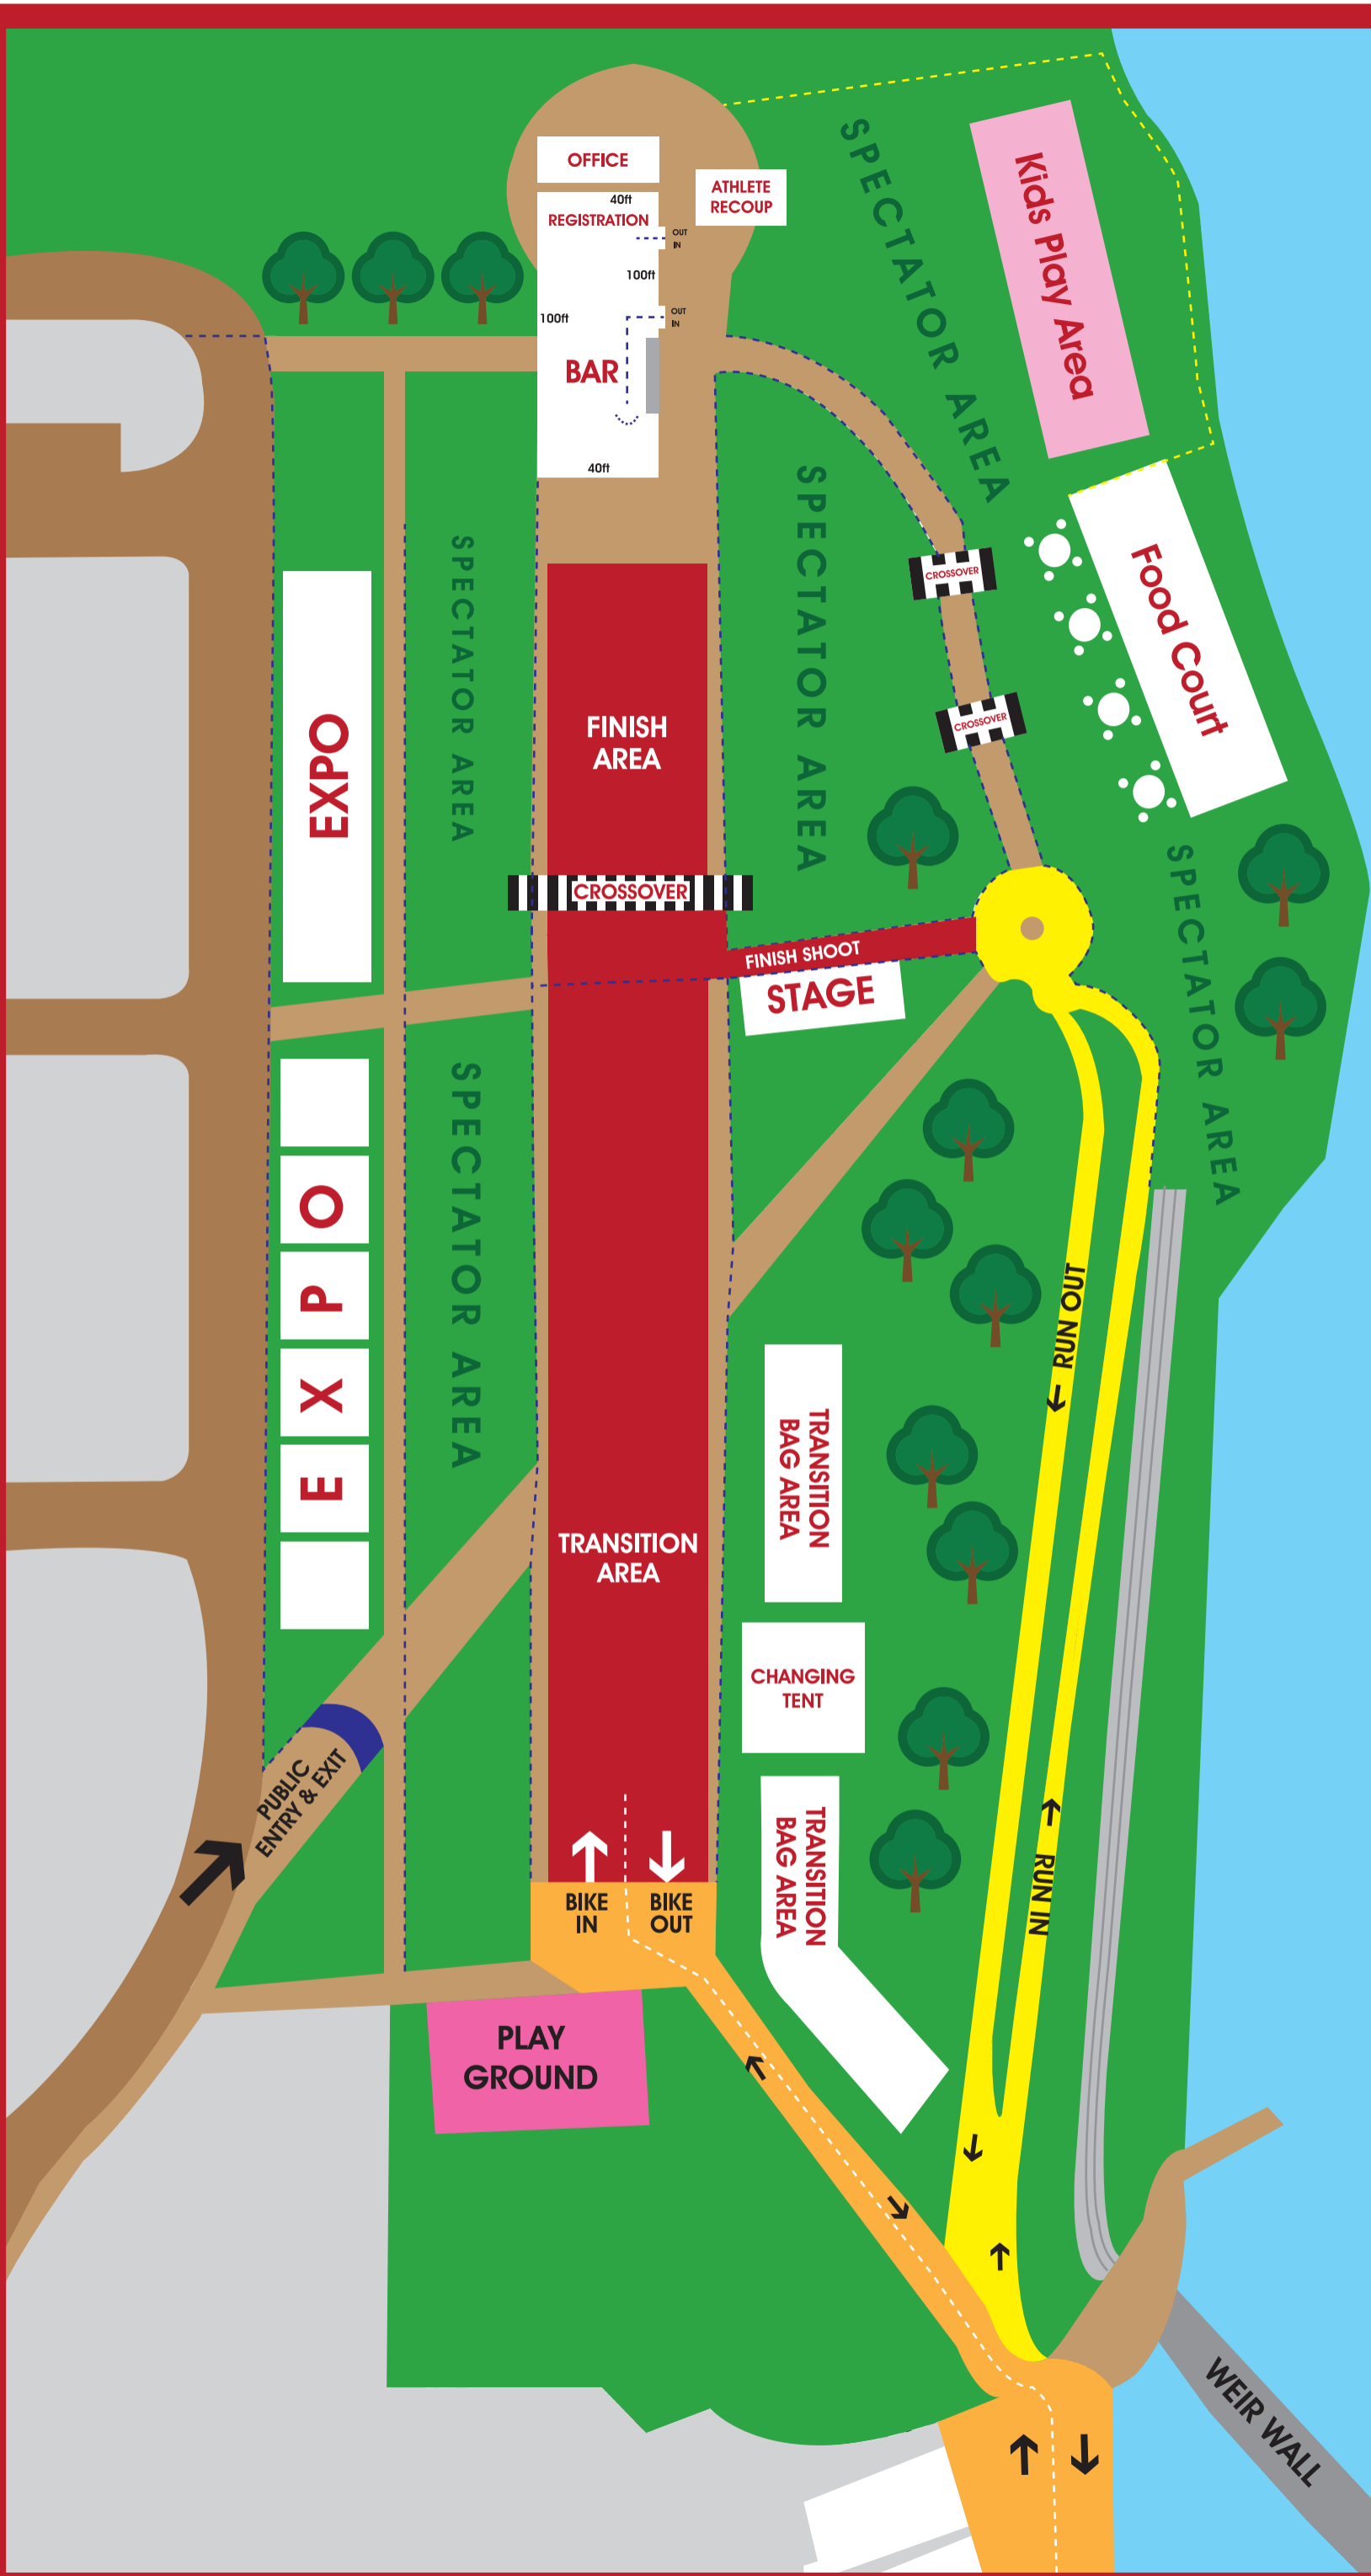 OFFICE
40ft
REGISTRATION
ATHLETE
RECOUP
OUT
IN
100ft
100ft
OUT
IN
BAR
40ft
SPECTATOR AREA
Kids Play Area
SPECTATOR AREA
SPECTATOR AREA
CROSSOVER
Food Court
CROSSOVER
EXPO
FINISH
AREA
CROSSOVER
FINISH SHOOT
STAGE
SPECTATOR AREA
SPECTATOR AREA
EXPO
RUN OUT
TRANSITION
BAG AREA
TRANSITION
AREA
CHANGING
TENT
PUBLIC
ENTRY & EXIT
TRANSITION
BAG AREA
RUN IN
BIKE
IN
BIKE
OUT
PLAY
GROUND
WEIR WALL